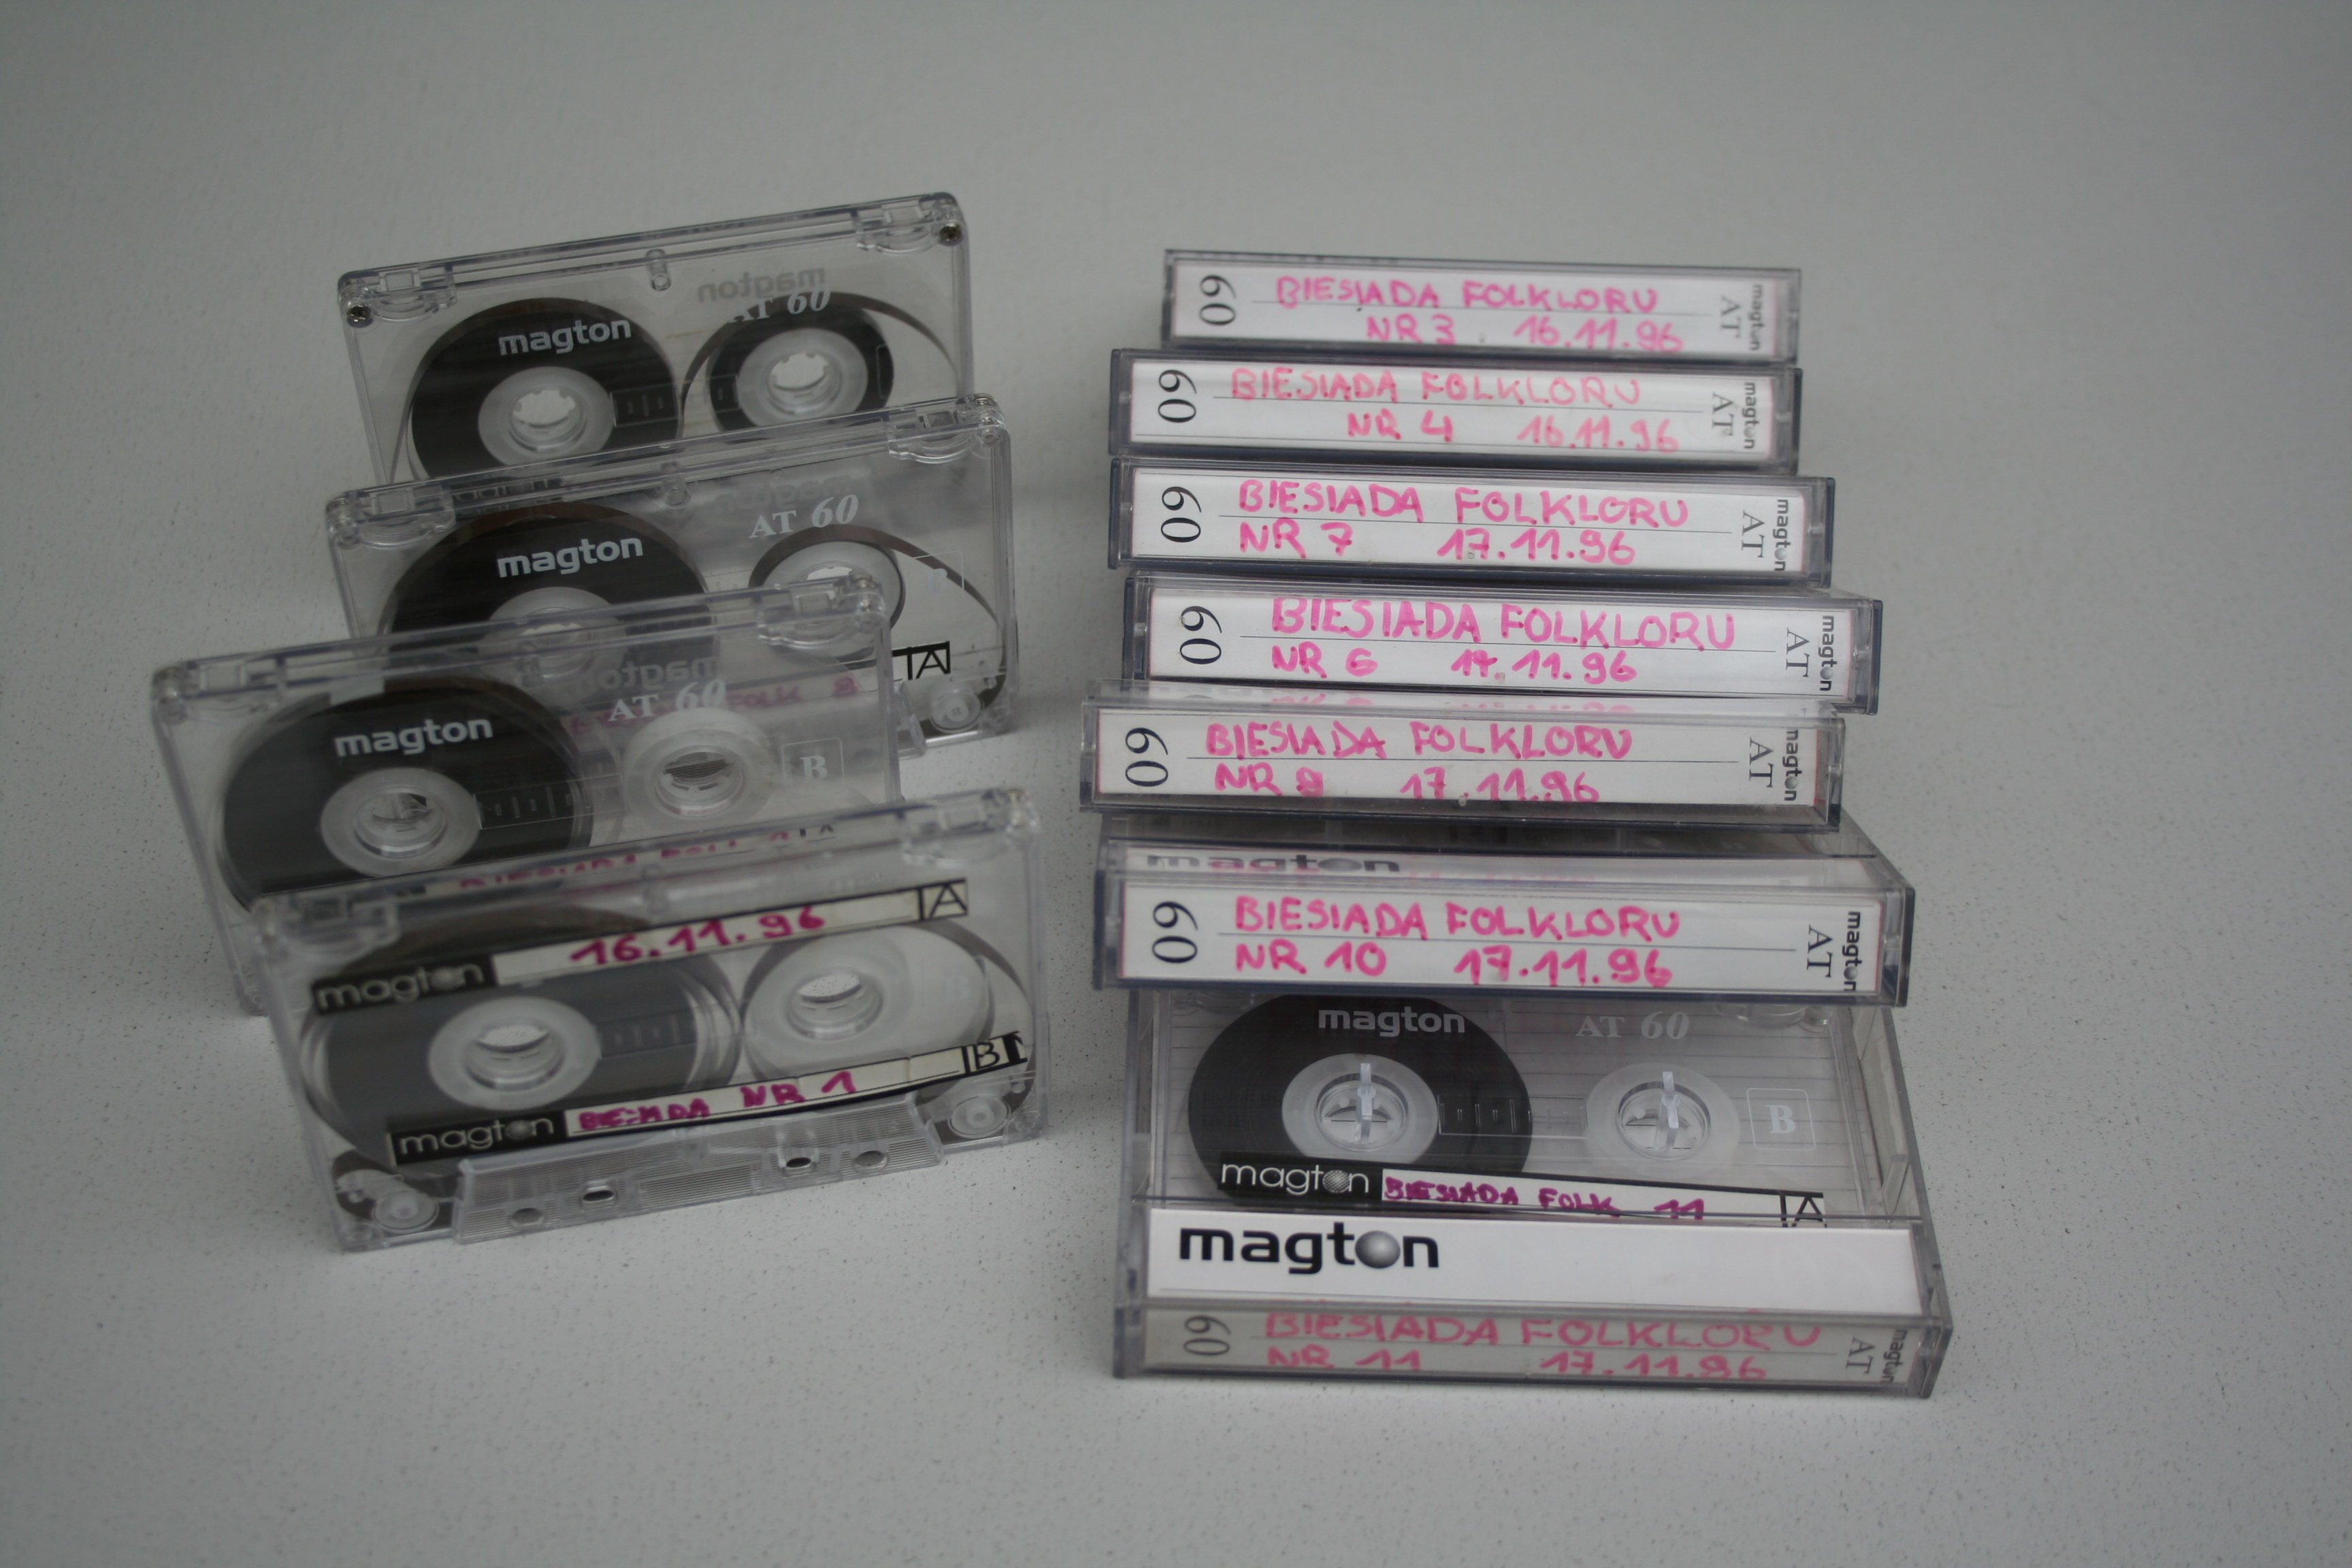 magton
AT 60
magton
AT 60
A
FOLK 8
magton
AT 60
B
16.11.96
A
magton
B
magton BIESIADA NR 1
B
60 BIESIADA FOLKLORU AT magton
NR 3 16.11.96
60 BIESIADA FOLKLORU AT magton
NR 4 16.11.96
60 BIESIADA FOLKLORU AT magton
NR 7 17.11.96
60 BIESIADA FOLKLORU AT magton
NR 6 17.11.96
60 BIESIADA FOLKLORU AT magton
NR 9 17.11.96
magton
60 BIESIADA FOLKLORU AT magton
NR 10 17.11.96
magton AT 60
B
magton BIESIADA FOLK 11 A
magton
60 BIESIADA FOLKLORU AT magton
NR 11 17.11.96